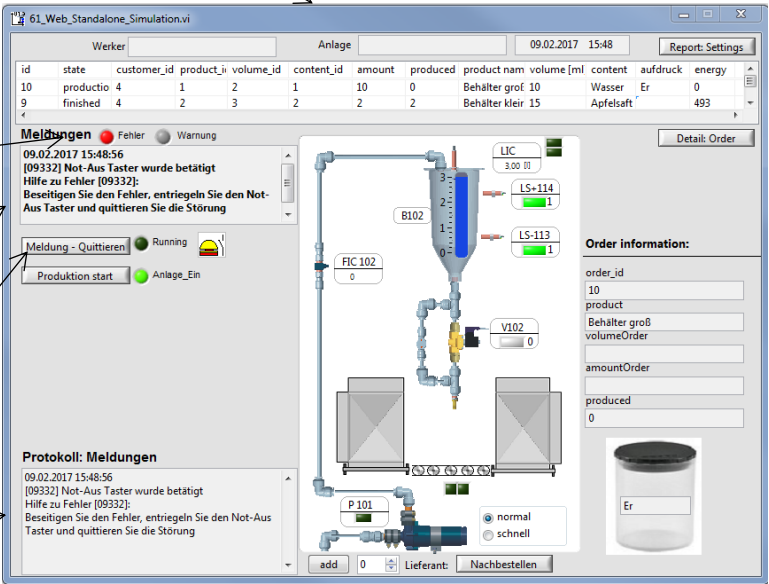 61_Web_Standalone_Simulation.vi
Werker Anlage 09.02.2017 15:48 Report: Settings
id state customer_id product_i volume_id content_id amount produced product nam volume [ml content aufdruck energy
10 productio 4 1 2 1 10 0 Behälter groß 10 Wasser Er 0
9 finished 4 2 3 2 2 2 Behälter klein 15 Apfelsaft 493
Meldungen Fehler Warnung
Detail: Order
09.02.2017 15:48:56
[09332] Not-Aus Taster wurde betätigt
Hilfe zu Fehler [09332]:
Beseitigen Sie den Fehler, entriegeln Sie den Not-
Aus Taster und quittieren Sie die Störung
Meldung - Quittieren Running
Produktion start Anlage_Ein
LIC
3,00 [l]
3
2
1
0
B102
LS+114
1
LS-113
1
FIC 102
0
V102
0
P 101
normal
schnell
add 0 Lieferant: Nachbestellen
Order information:
order_id
10
product
Behälter groß
volumeOrder
amountOrder
produced
0
Er
Protokoll: Meldungen
09.02.2017 15:48:56
[09332] Not-Aus Taster wurde betätigt
Hilfe zu Fehler [09332]:
Beseitigen Sie den Fehler, entriegeln Sie den Not-Aus
Taster und quittieren Sie die Störung